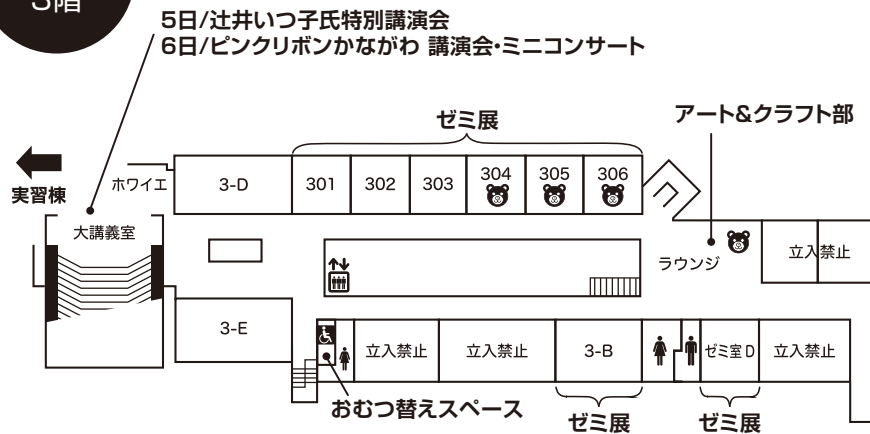 3階
5日/辻井いつ子氏特別講演会
6日/ピンクリボンかながわ 講演会・ミニコンサート
ゼミ展
アート&クラフト部
実習棟
ホワイエ
3-D
301
302
303
304
305
306
大講義室
ラウンジ
立入禁止
3-E
立入禁止
立入禁止
3-B
ゼミ室D
立入禁止
おむつ替えスペース
ゼミ展
ゼミ展